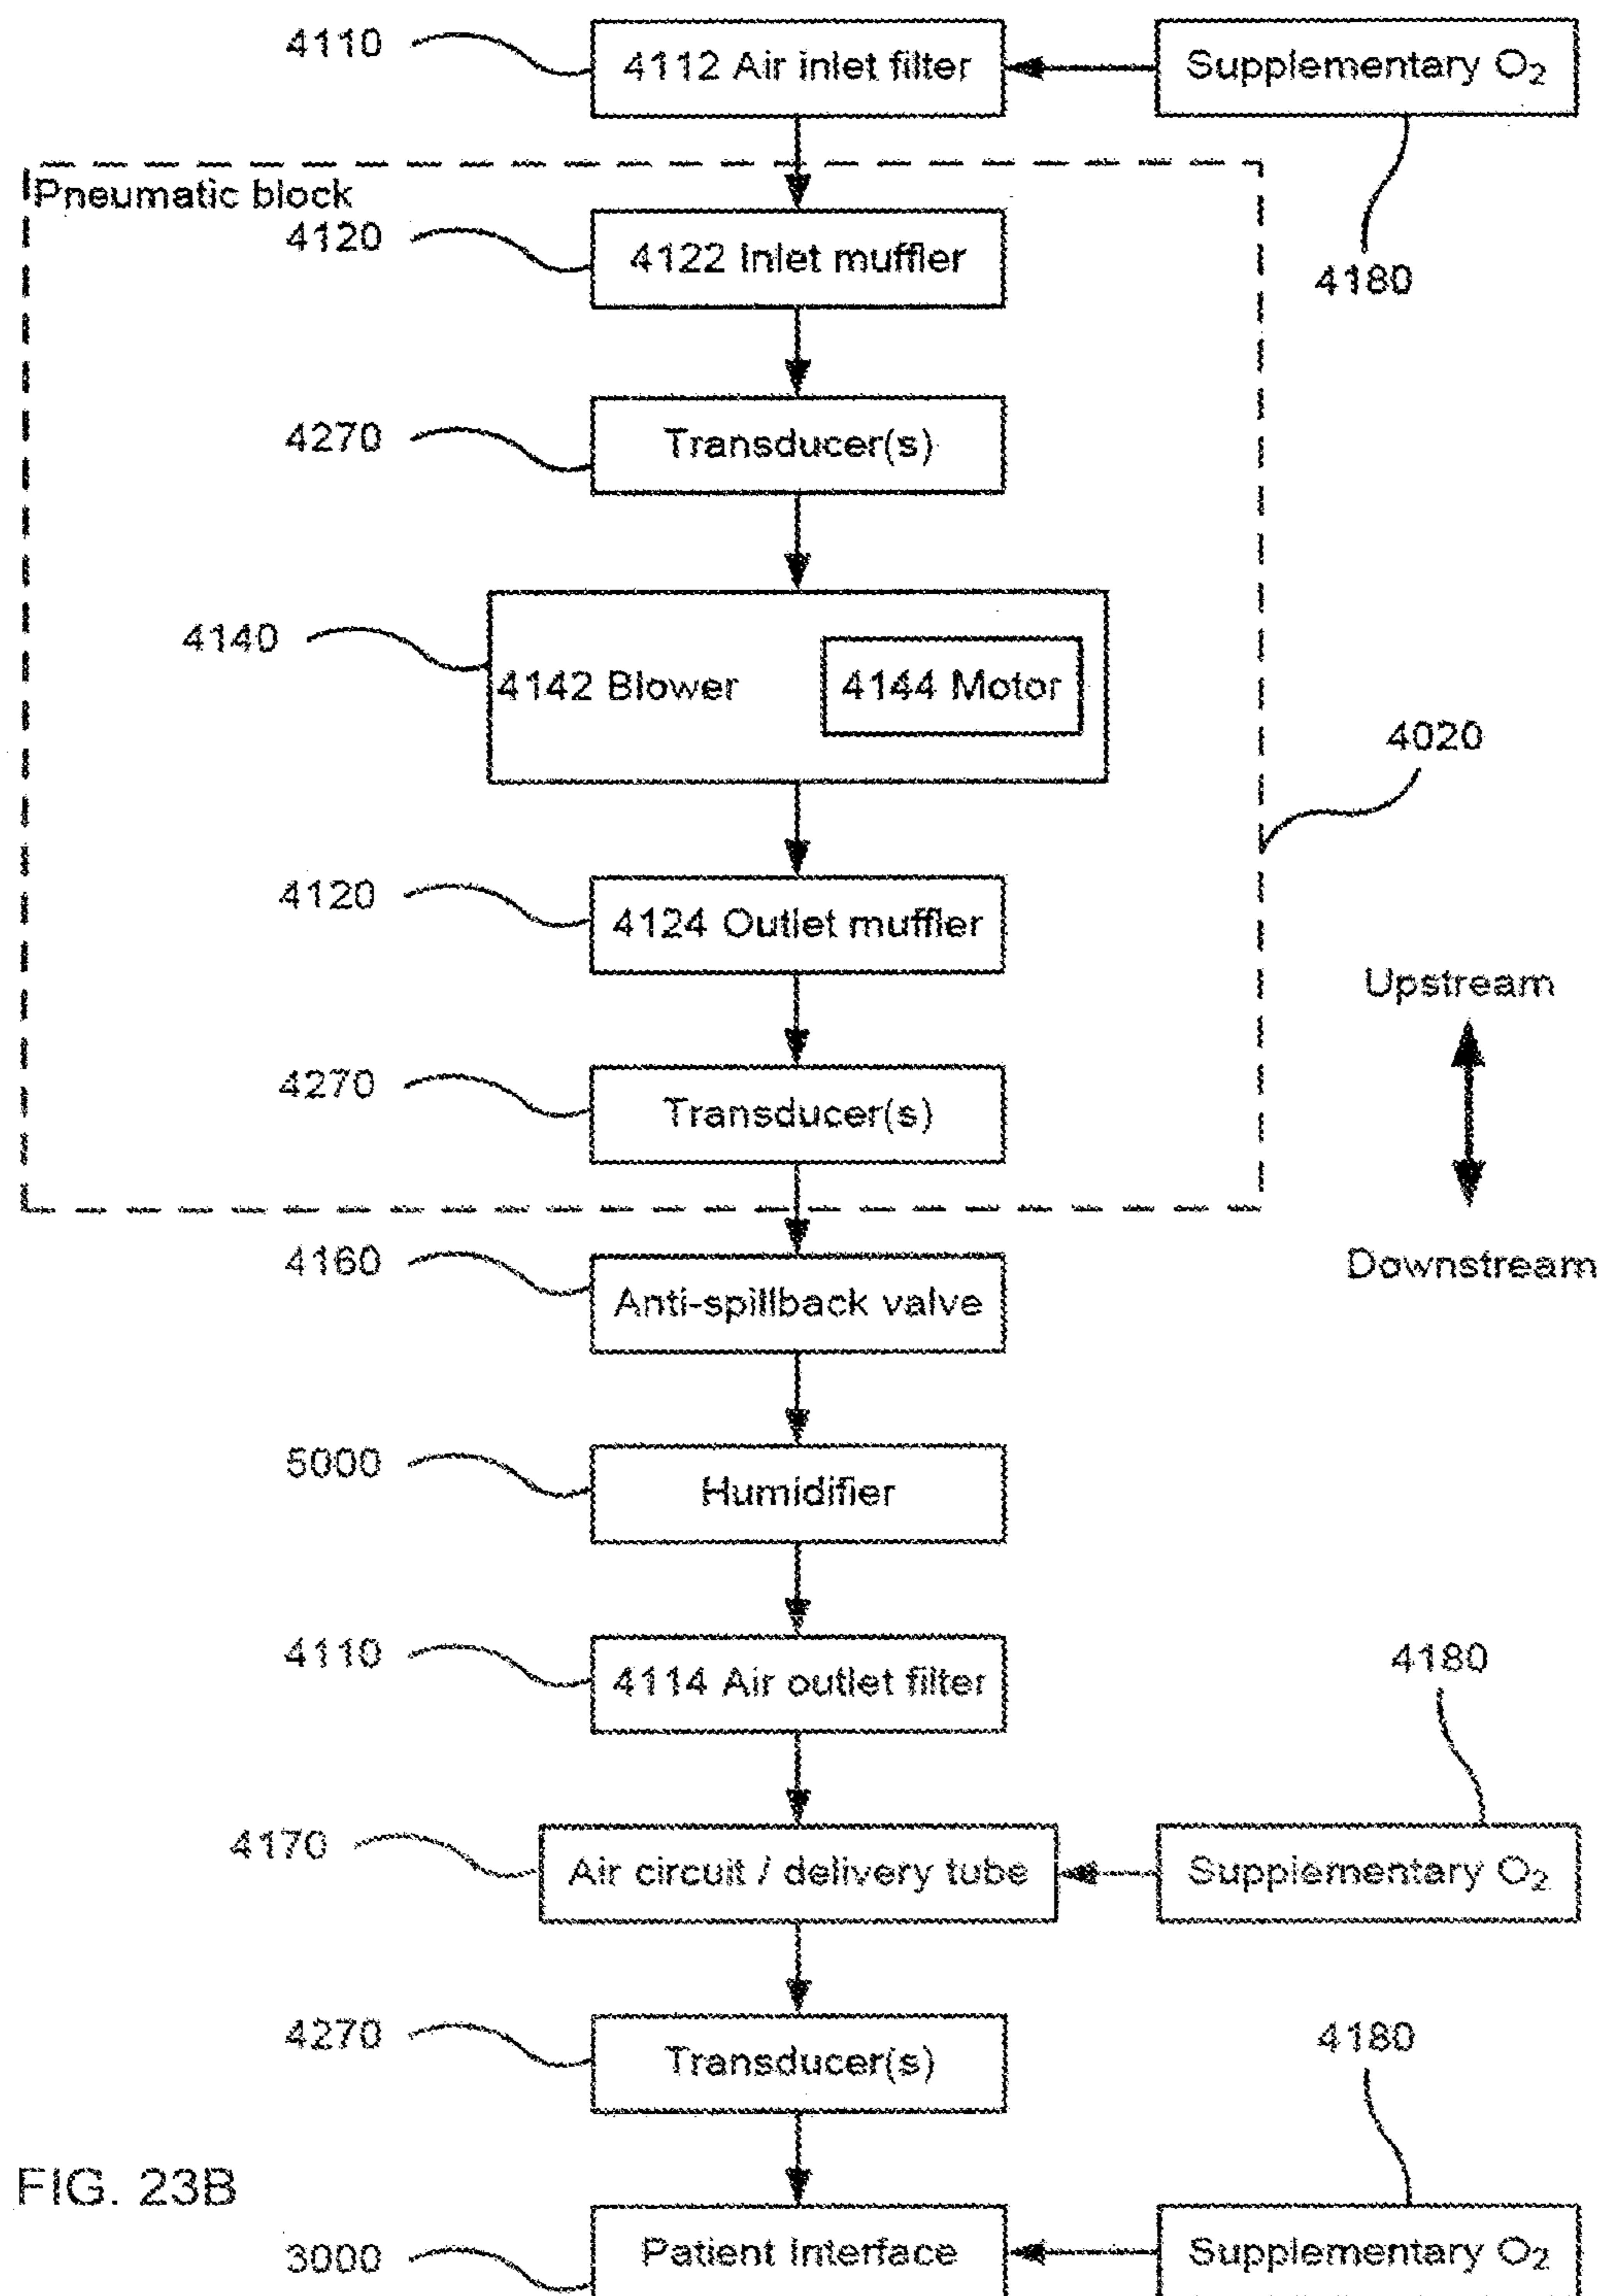 4110
4112 Air inlet filter
Supplementary O₂
Pneumatic block
4120
4122 Inlet muffler
4180
4270
Transducer(s)
4140
4142 Blower
4144 Motor
4020
4120
4124 Outlet muffler
Upstream
4270
Transducer(s)
4160
Anti-spillback valve
Downstream
5000
Humidifier
4110
4114 Air outlet filter
4180
4170
Air circuit / delivery tube
Supplementary O₂
4270
Transducer(s)
4180
FIG. 23B
3000
Patient Interface
Supplementary O₂